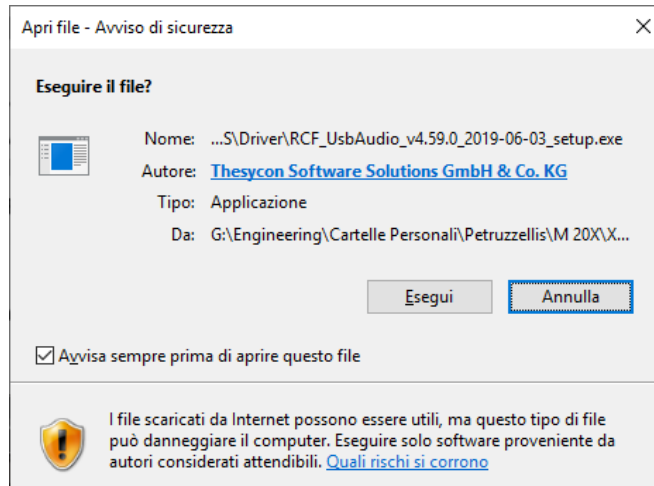 Apri file - Avviso di sicurezza
Eseguire il file?
Nome: ...S\Driver\RCF_UsbAudio_v4.59.0_2019-06-03_setup.exe
Autore: Thesycon Software Solutions GmbH & Co. KG
Tipo: Applicazione
Da: G:\Engineering\Cartelle Personali\Petruzzellis\M 20X\X...
Esegui Annulla
Avvisa sempre prima di aprire questo file
I file scaricati da Internet possono essere utili, ma questo tipo di file
può danneggiare il computer. Eseguire solo software proveniente da
autori considerati attendibili. Quali rischi si corrono